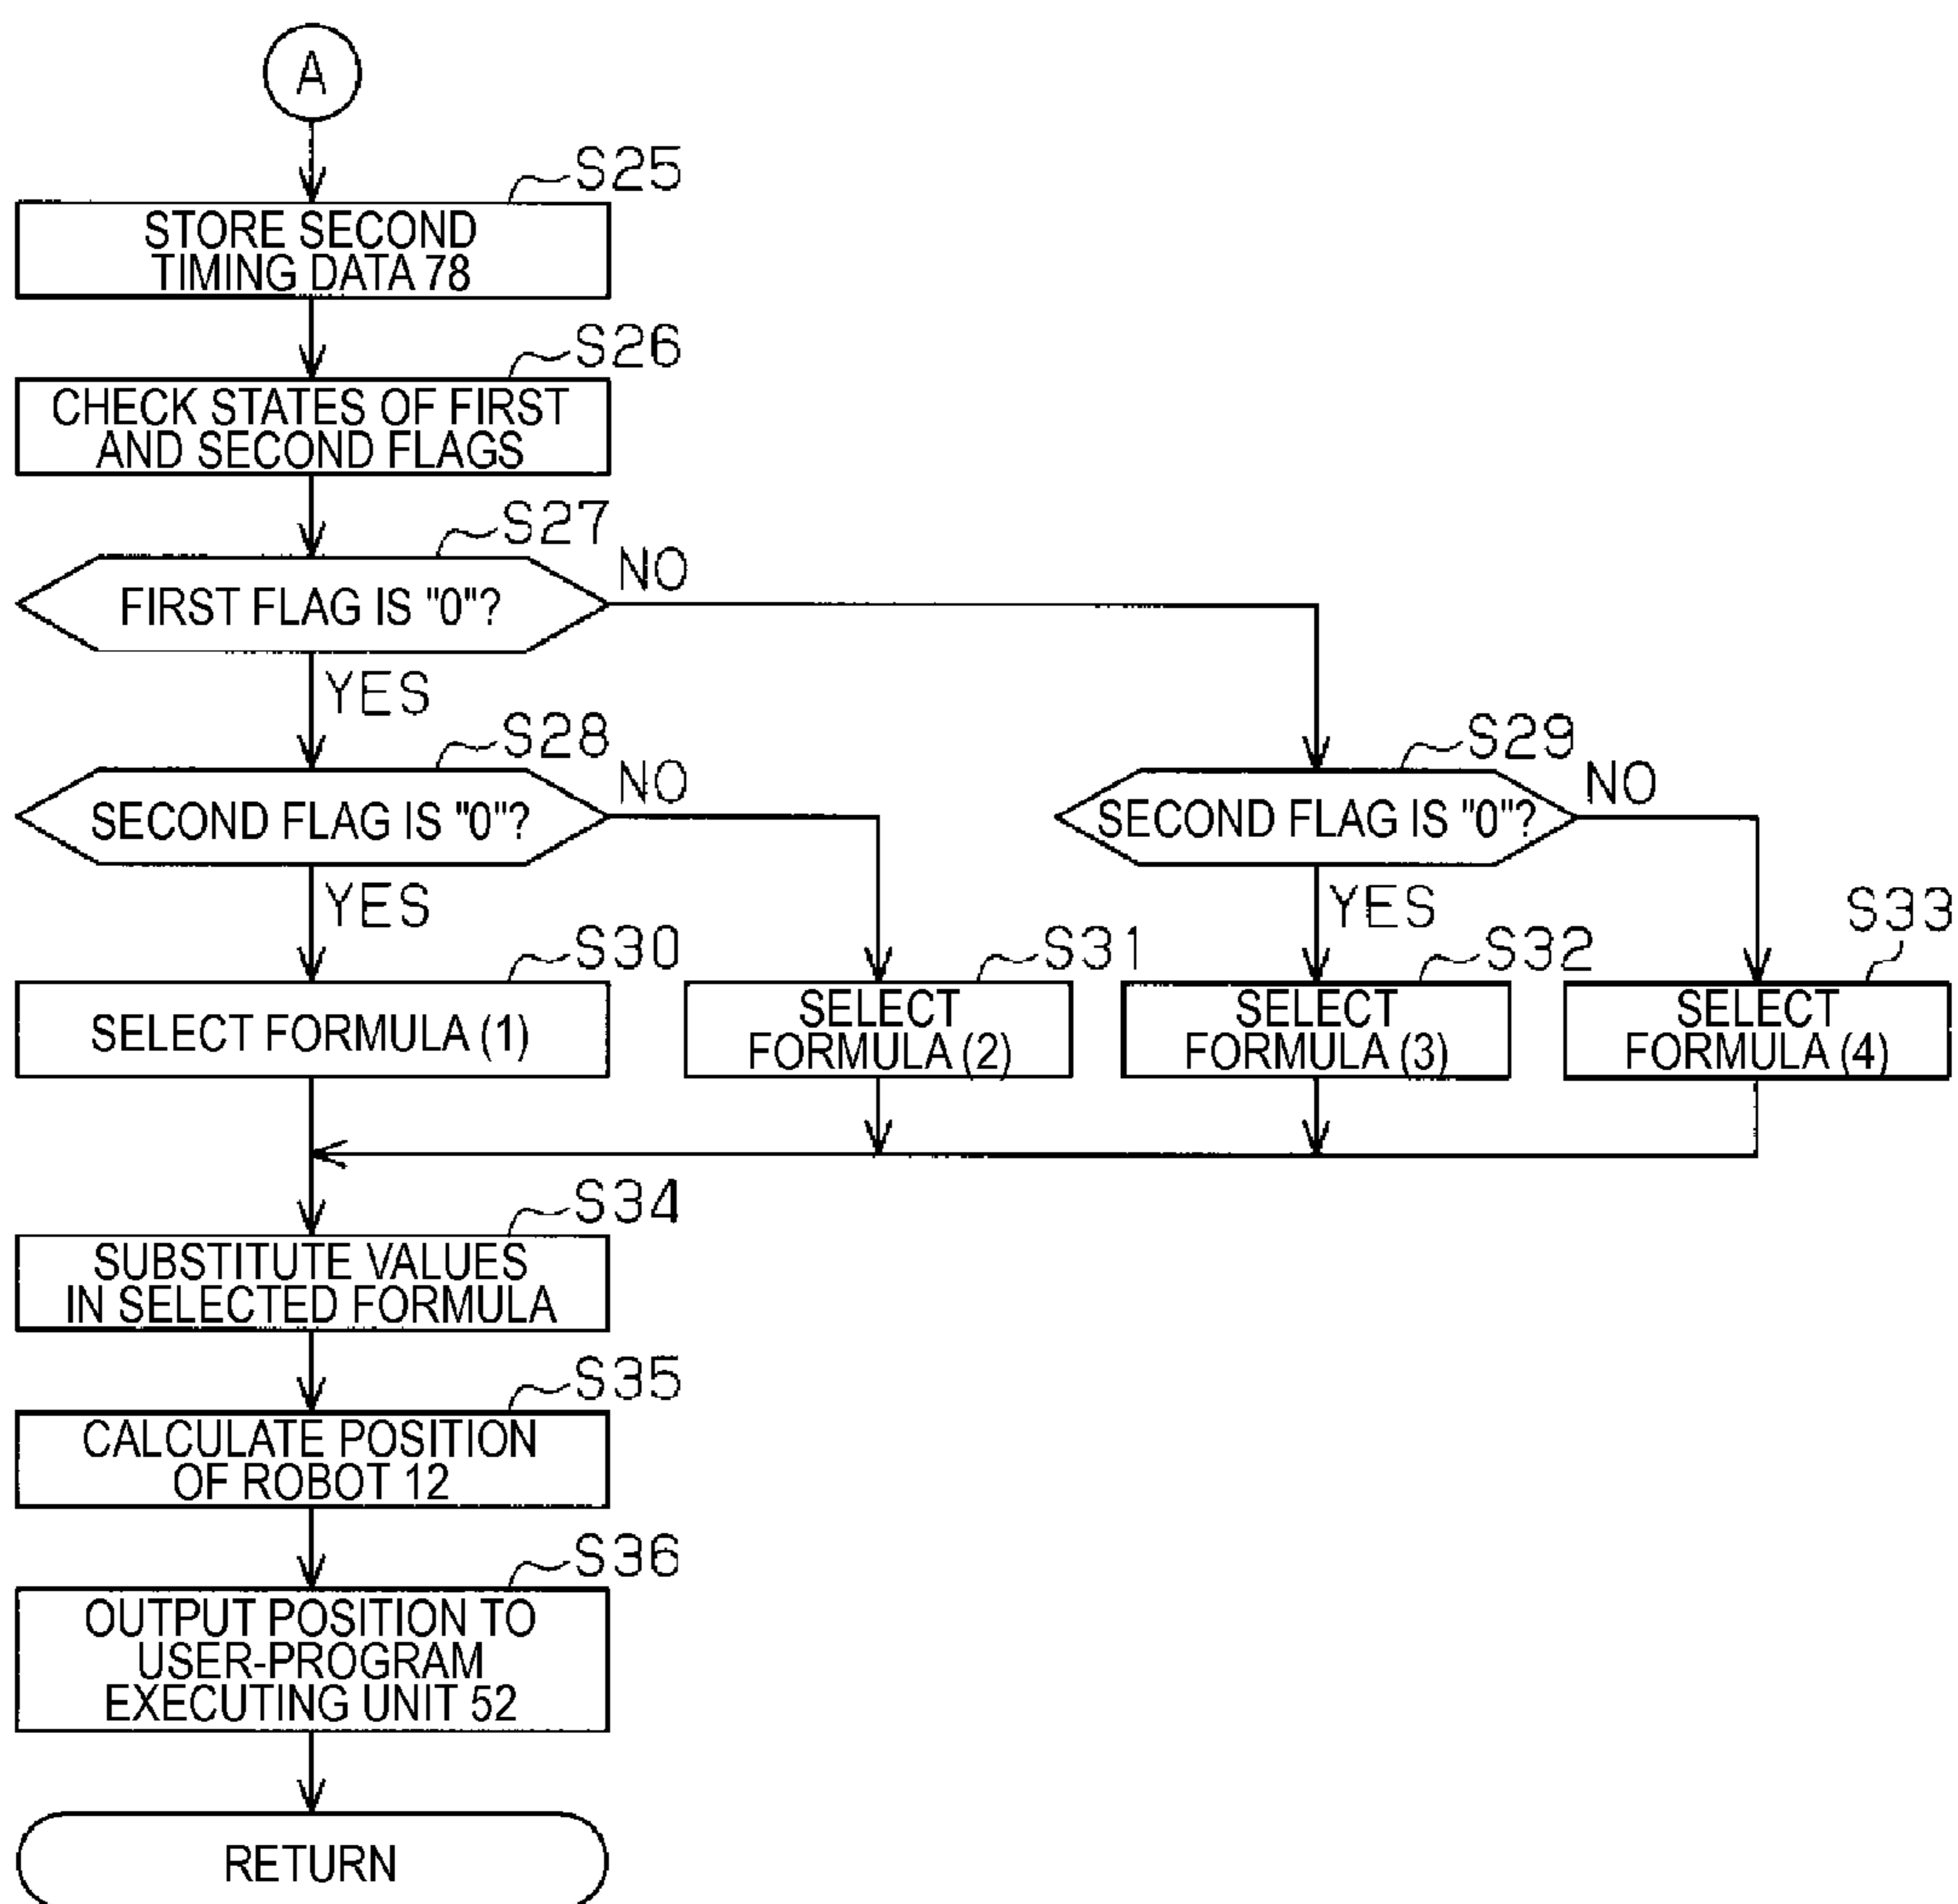 A
S25
STORE SECOND
TIMING DATA 78
S26
CHECK STATES OF FIRST
AND SECOND FLAGS
S27
FIRST FLAG IS "0"?
NO
YES
S28
SECOND FLAG IS "0"?
NO
YES
S29
SECOND FLAG IS "0"?
NO
YES
S30
SELECT FORMULA (1)
S31
SELECT
FORMULA (2)
S32
SELECT
FORMULA (3)
S33
SELECT
FORMULA (4)
S34
SUBSTITUTE VALUES
IN SELECTED FORMULA
S35
CALCULATE POSITION
OF ROBOT 12
S36
OUTPUT POSITION TO
USER-PROGRAM
EXECUTING UNIT 52
RETURN